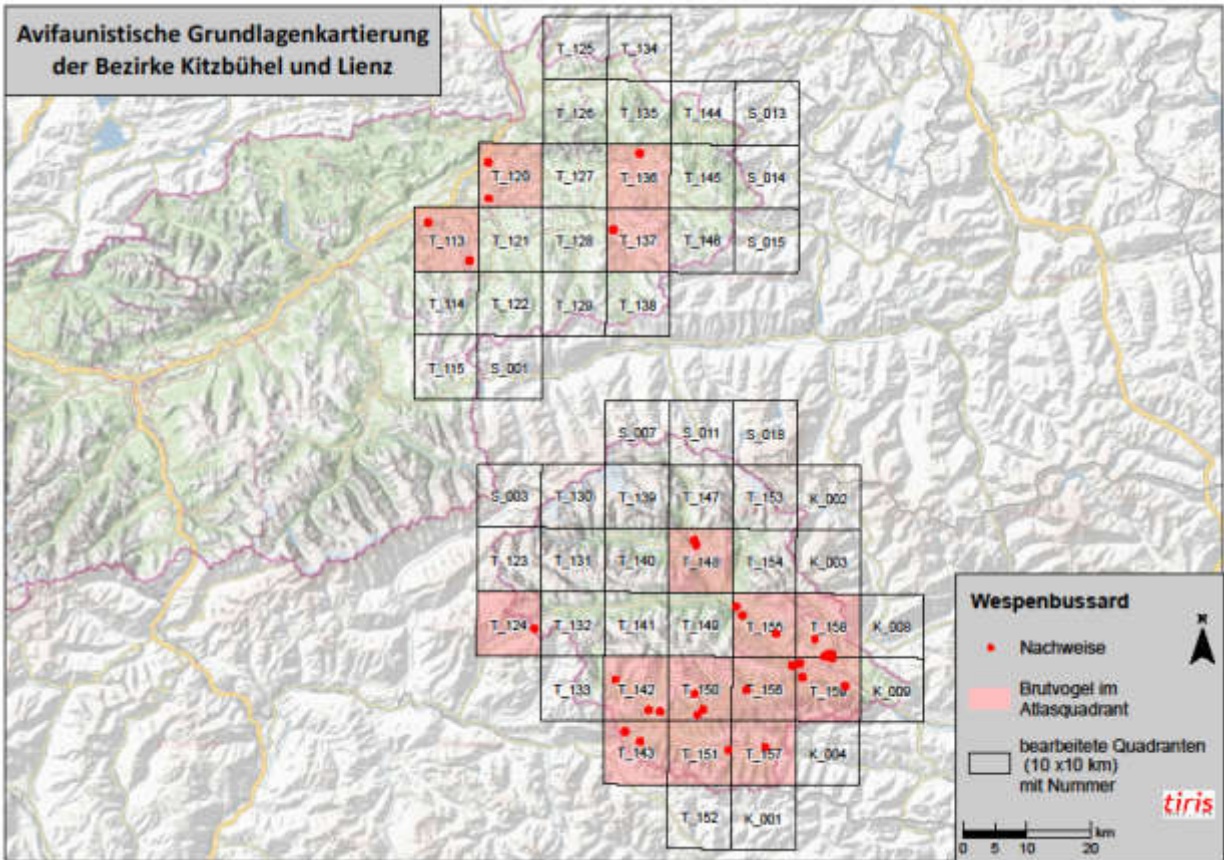 Avifaunistische Grundlagenkartierung
der Bezirke Kitzbühel und Lienz
T_125 T_134
T_126 T_135 T_144 S_013
T_120 T_127 T_136 T_145 S_014
T_113 T_121 T_128 T_137 T_146 S_015
T_114 T_122 T_129 T_138
T_115 S_001
S_007 S_011 S_018
S_003 T_130 T_139 T_147 T_153 K_002
T_123 T_131 T_140 T_148 T_154 K_003
T_124 T_132 T_141 T_149 T_155 T_158 K_008
T_133 T_142 T_150 T_156 T_159 K_009
T_143 T_151 T_157 K_004
T_152 K_001
Wespenbussard
N
Nachweise
Brutvogel im
Atlasquadrant
bearbeitete Quadranten
(10 x10 km)
mit Nummer
tiris
km
0 5 10 20